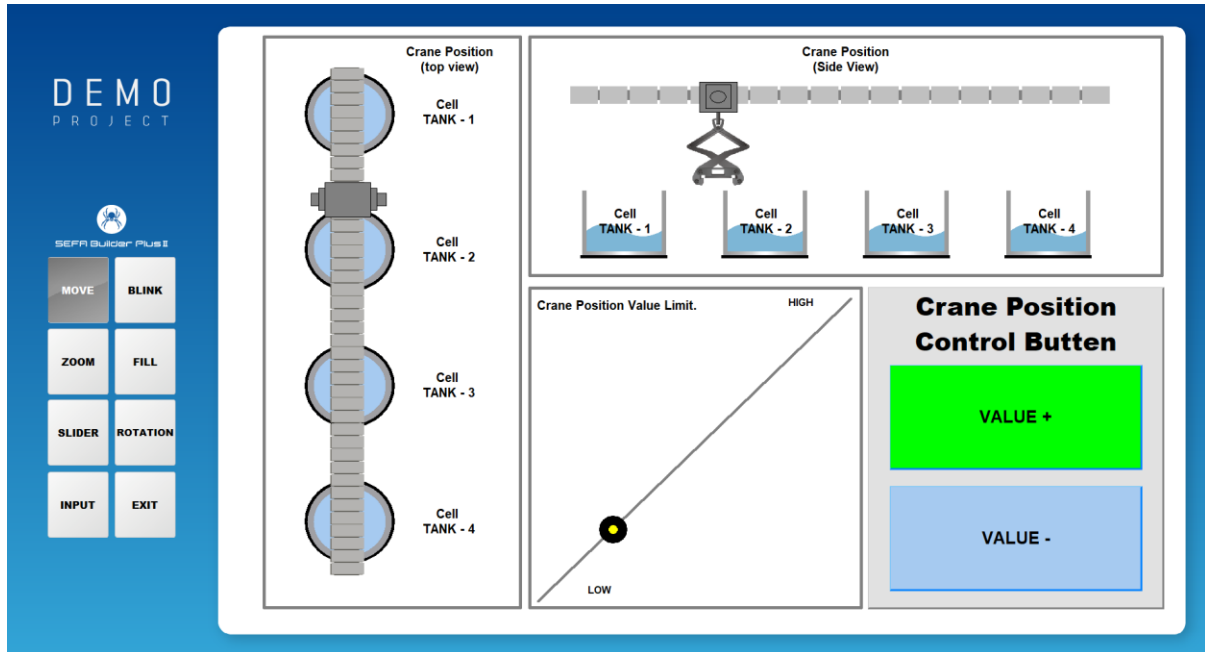 DEMO
PROJECT
SEFA Builder Plus II
MOVE
BLINK
ZOOM
FILL
SLIDER
ROTATION
INPUT
EXIT
Crane Position
(top view)
Cell
TANK - 1
Cell
TANK - 2
Cell
TANK - 3
Cell
TANK - 4
Crane Position
(Side View)
Cell
TANK - 1
Cell
TANK - 2
Cell
TANK - 3
Cell
TANK - 4
Crane Position Value Limit.
HIGH
LOW
Crane Position
Control Butten
VALUE +
VALUE -